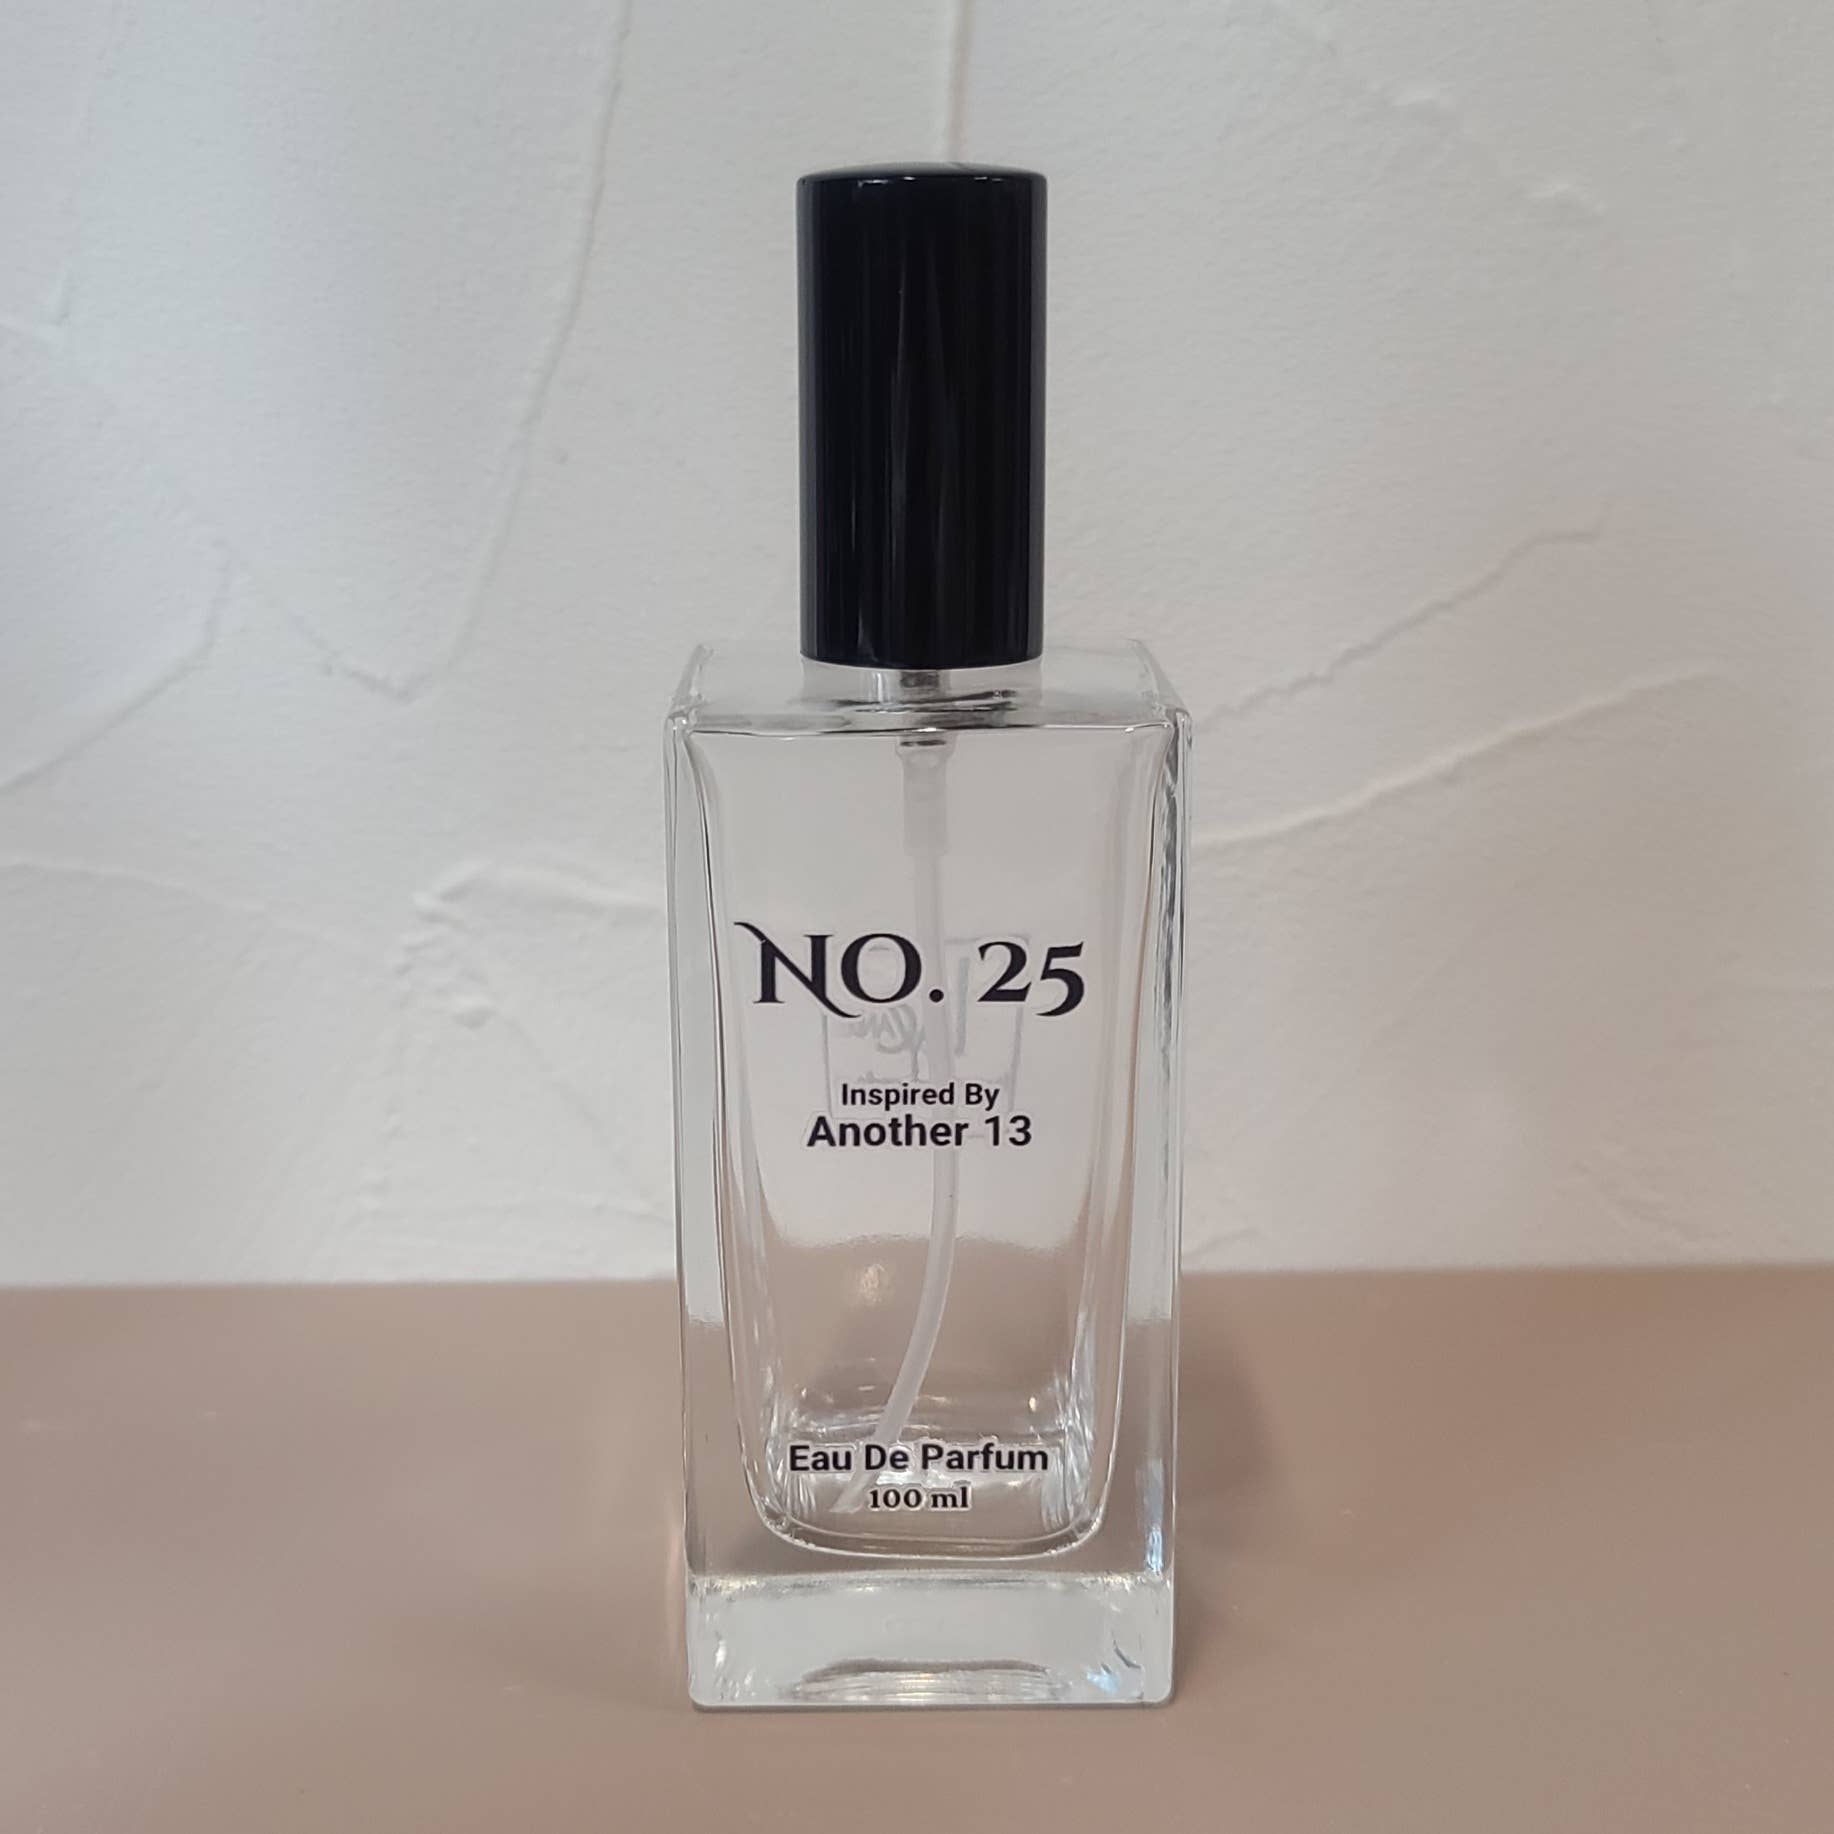 NO. 25
Inspired By
Another 13
Eau De Parfum
100 ml